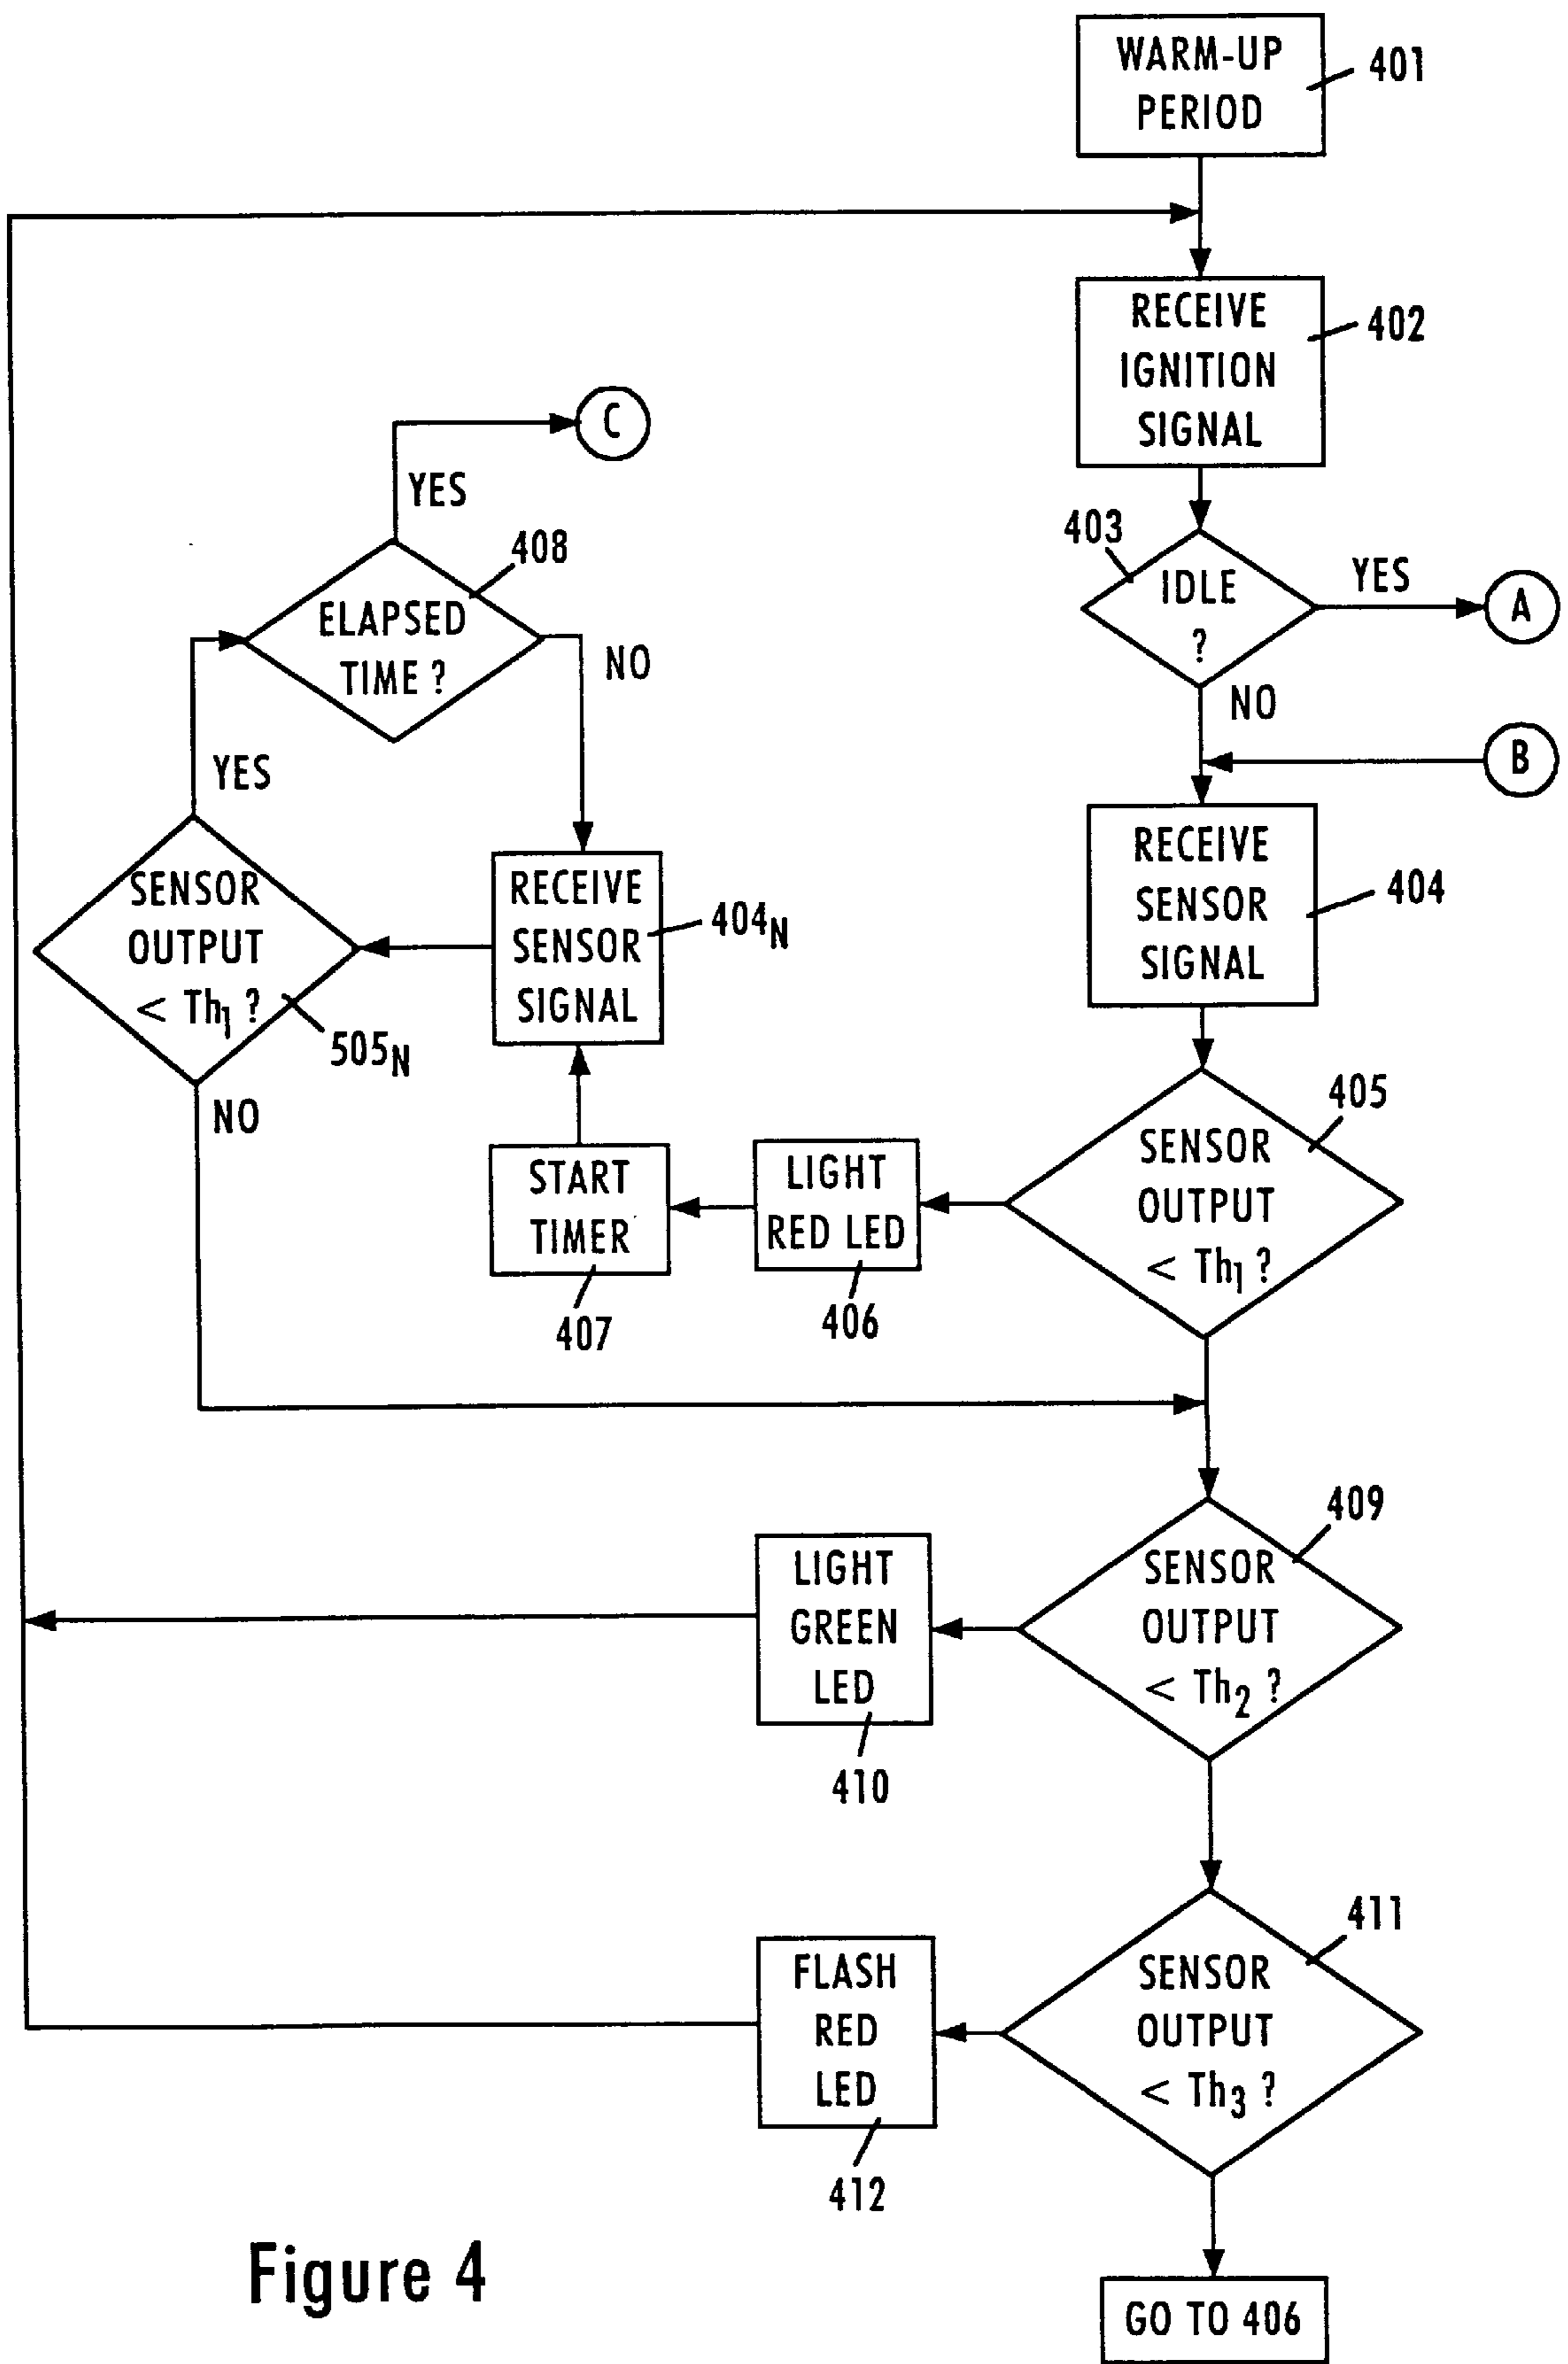 WARM-UP
PERIOD
401
RECEIVE
IGNITION
SIGNAL
402
C
YES
408
ELAPSED
TIME ?
NO
403
IDLE
?
YES
A
NO
B
YES
SENSOR
OUTPUT
< Th1 ?
505N
NO
RECEIVE
SENSOR
SIGNAL
404N
RECEIVE
SENSOR
SIGNAL
404
START
TIMER
407
LIGHT
RED LED
406
SENSOR
OUTPUT
< Th1 ?
405
LIGHT
GREEN
LED
410
SENSOR
OUTPUT
< Th2 ?
409
FLASH
RED
LED
412
SENSOR
OUTPUT
< Th3 ?
411
GO TO 406
Figure 4